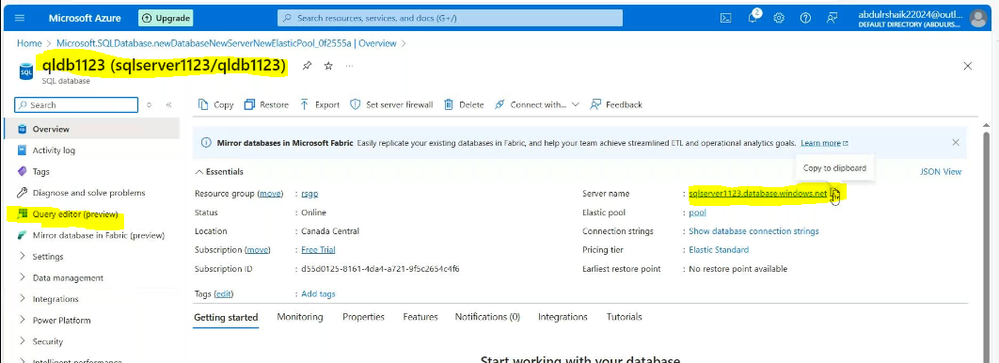 Microsoft Azure
Upgrade
Search resources, services, and docs (G+/)
2
abdulrshaik22024@outl...
DEFAULT DIRECTORY (ABDULRS...
Home > Microsoft.SQLDatabase.newDatabaseNewServerNewElasticPool_0f2555a | Overview >
qldb1123 (sqlserver1123/qldb1123)
SQL
SQL database
Search
Copy
Restore
Export
Set server firewall
Delete
Connect with...
Feedback
Overview
Activity log
Tags
Diagnose and solve problems
Query editor (preview)
Mirror database in Fabric (preview)
Settings
Data management
Integrations
Power Platform
Security
Intelligent performance
Mirror databases in Microsoft Fabric Easily replicate your existing databases in Fabric, and help your team achieve streamlined ETL and operational analytics goals. Learn more
Copy to clipboard
Essentials
JSON View
Resource group (move) : rsgp
Status : Online
Location : Canada Central
Subscription (move) : Free Trial
Subscription ID : d55d0125-8161-4da4-a721-9f5c2654c4f6
Server name : sqlserver1123.database.windows.net
Elastic pool : pool
Connection strings : Show database connection strings
Pricing tier : Elastic Standard
Earliest restore point : No restore point available
Tags (edit) : Add tags
Getting started
Monitoring
Properties
Features
Notifications (0)
Integrations
Tutorials
Start working with your database